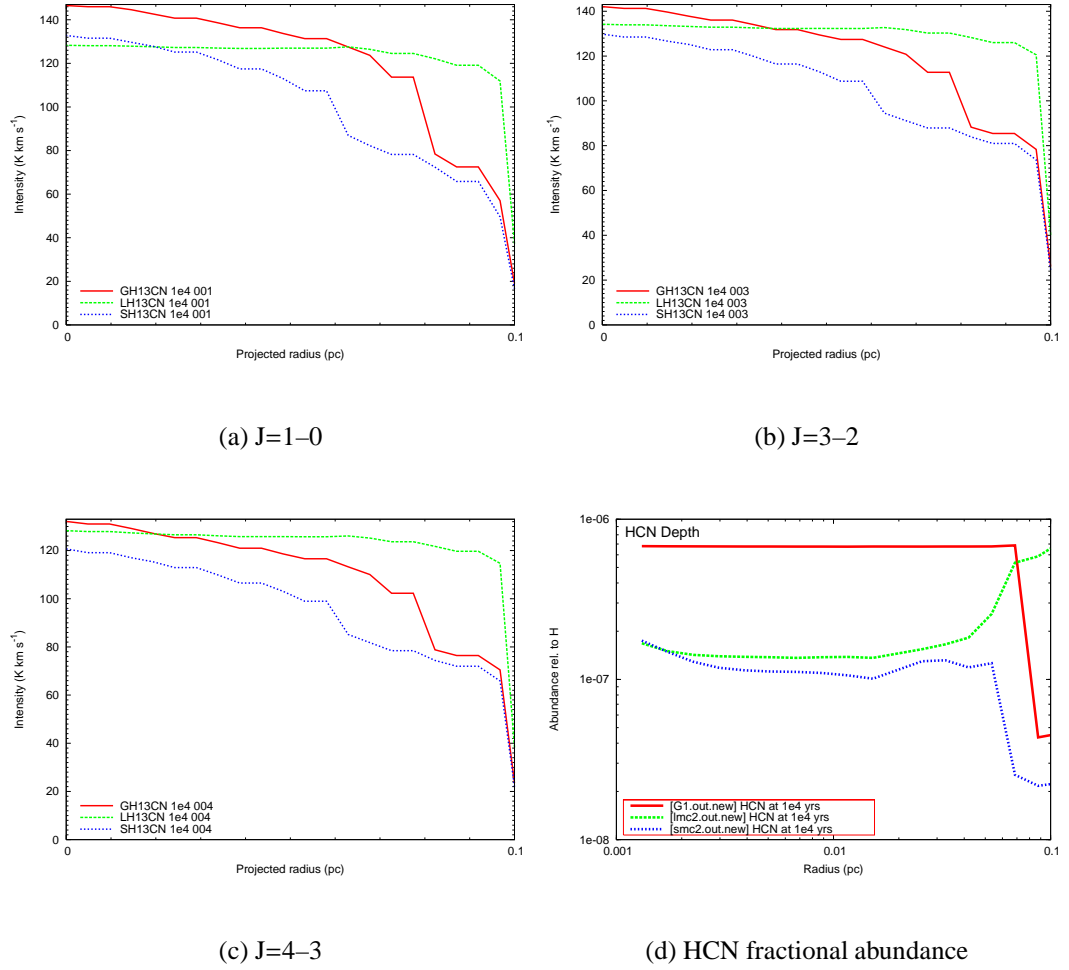 140
120
100
80
60
40
20
0
Intensity (K km s⁻¹)
GH13CN 1e4 001
LH13CN 1e4 001
SH13CN 1e4 001
0
0.1
Projected radius (pc)
(a) J=1–0
140
120
100
80
60
40
20
0
Intensity (K km s⁻¹)
GH13CN 1e4 003
LH13CN 1e4 003
SH13CN 1e4 003
0
0.1
Projected radius (pc)
(b) J=3–2
120
100
80
60
40
20
0
Intensity (K km s⁻¹)
GH13CN 1e4 004
LH13CN 1e4 004
SH13CN 1e4 004
0
0.1
Projected radius (pc)
(c) J=4–3
1e-06
1e-07
1e-08
Abundance rel. to H
HCN Depth
[G1.out.new] HCN at 1e4 yrs
[lmc2.out.new] HCN at 1e4 yrs
[smc2.out.new] HCN at 1e4 yrs
0.001
0.01
0.1
Radius (pc)
(d) HCN fractional abundance